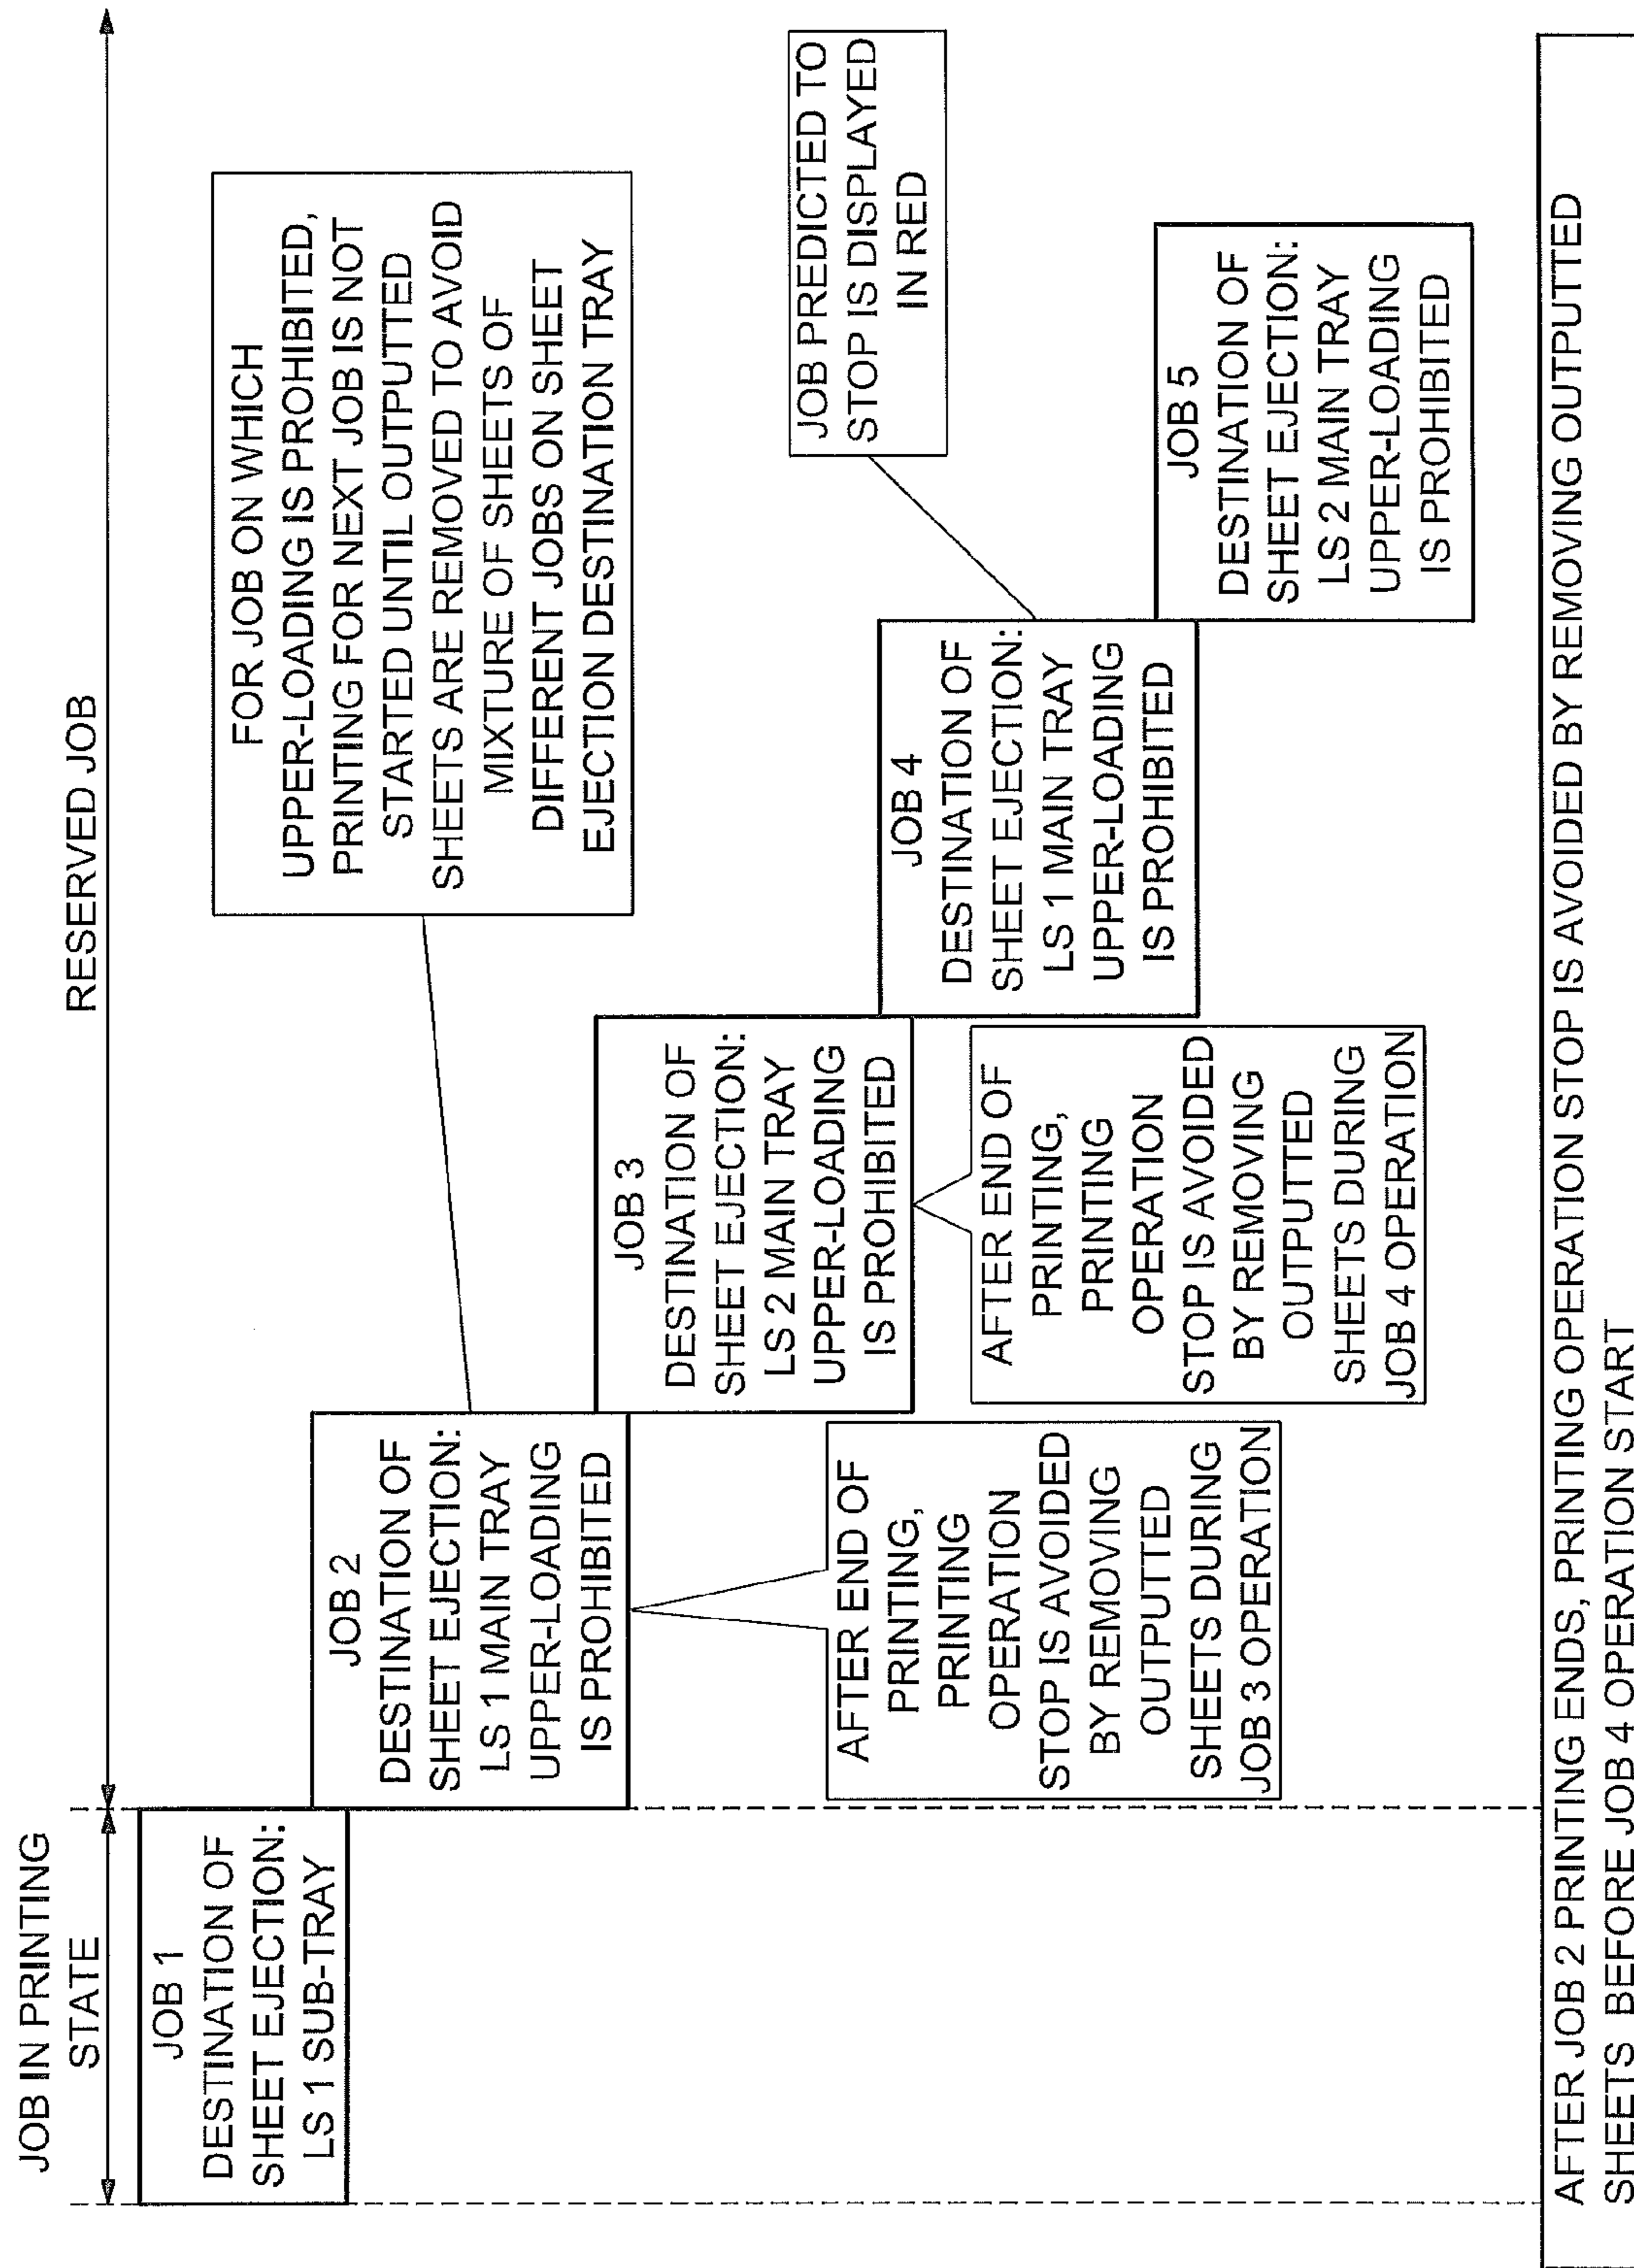 JOB IN PRINTING
STATE
RESERVED JOB
JOB 1
DESTINATION OF
SHEET EJECTION:
LS 1 SUB-TRAY
JOB 2
DESTINATION OF
SHEET EJECTION:
LS 1 MAIN TRAY
UPPER-LOADING
IS PROHIBITED
FOR JOB ON WHICH
UPPER-LOADING IS PROHIBITED,
PRINTING FOR NEXT JOB IS NOT
STARTED UNTIL OUTPUTTED
SHEETS ARE REMOVED TO AVOID
MIXTURE OF SHEETS OF
DIFFERENT JOBS ON SHEET
EJECTION DESTINATION TRAY
JOB 3
DESTINATION OF
SHEET EJECTION:
LS 2 MAIN TRAY
UPPER-LOADING
IS PROHIBITED
JOB PREDICTED TO
STOP IS DISPLAYED
IN RED
JOB 4
DESTINATION OF
SHEET EJECTION:
LS 1 MAIN TRAY
UPPER-LOADING
IS PROHIBITED
JOB 5
DESTINATION OF
SHEET EJECTION:
LS 2 MAIN TRAY
UPPER-LOADING
IS PROHIBITED
AFTER END OF
PRINTING,
PRINTING
OPERATION
STOP IS AVOIDED
BY REMOVING
OUTPUTTED
SHEETS DURING
JOB 3 OPERATION
AFTER END OF
PRINTING,
PRINTING
OPERATION
STOP IS AVOIDED
BY REMOVING
OUTPUTTED
SHEETS DURING
JOB 4 OPERATION
AFTER JOB 2 PRINTING ENDS, PRINTING OPERATION STOP IS AVOIDED BY REMOVING OUTPUTTED
SHEETS BEFORE JOB 4 OPERATION START